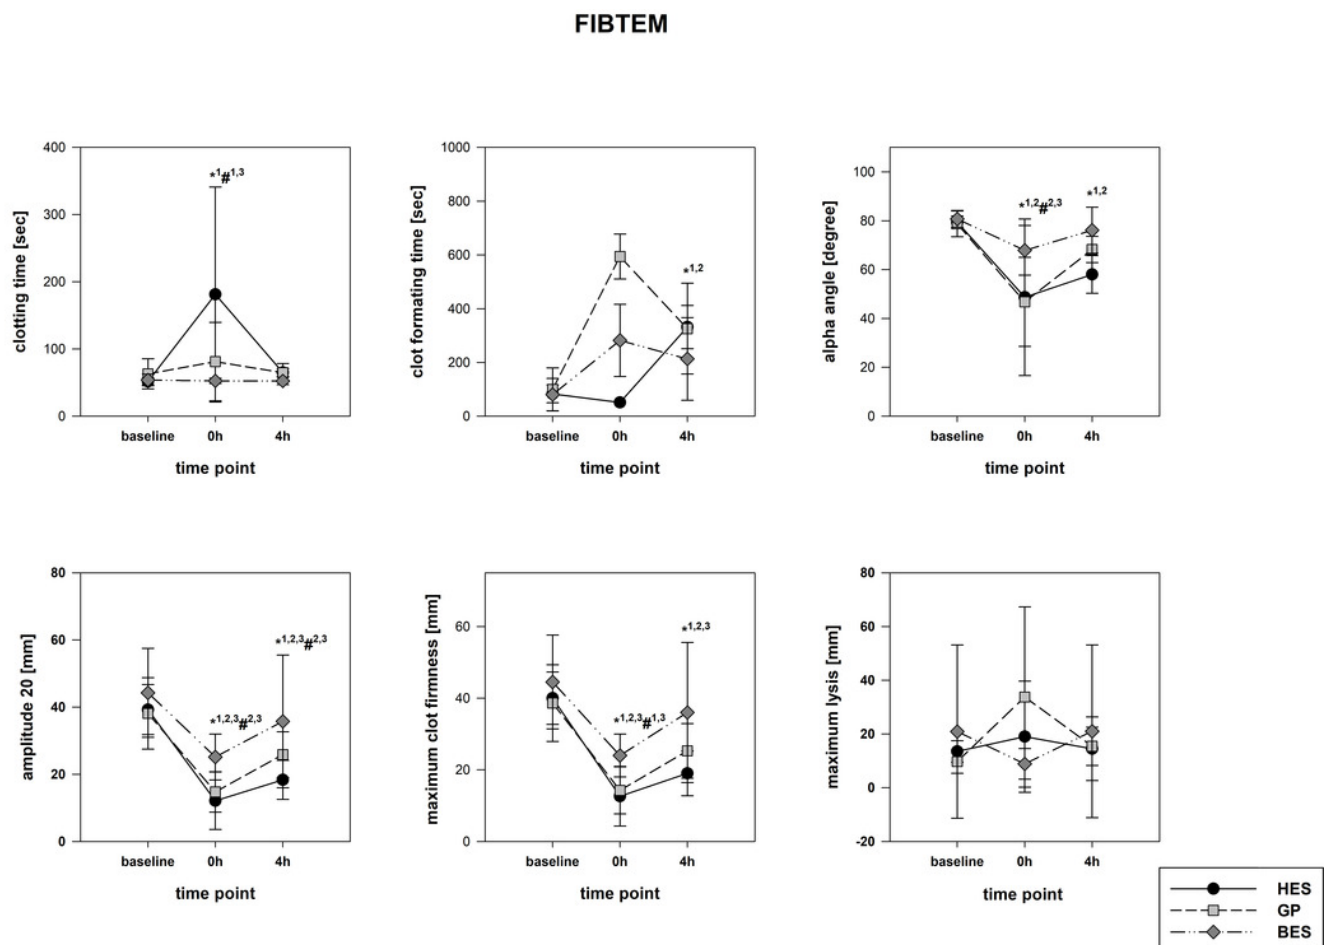 FIBTEM
clotting time [sec]
400
300
200
100
0
*1#1,3
baseline 0h 4h
time point
clot formating time [sec]
1000
800
600
400
200
0
*1,2
baseline 0h 4h
time point
alpha angle [degree]
100
80
60
40
20
0
*1,2#2,3
*1,2
baseline 0h 4h
time point
amplitude 20 [mm]
80
60
40
20
0
*1,2,3#2,3
*1,2,3#2,3
baseline 0h 4h
time point
maximum clot firmness [mm]
60
40
20
0
*1,2,3#1,3
*1,2,3
baseline 0h 4h
time point
maximum lysis [mm]
80
60
40
20
0
-20
baseline 0h 4h
time point
HES
GP
BES